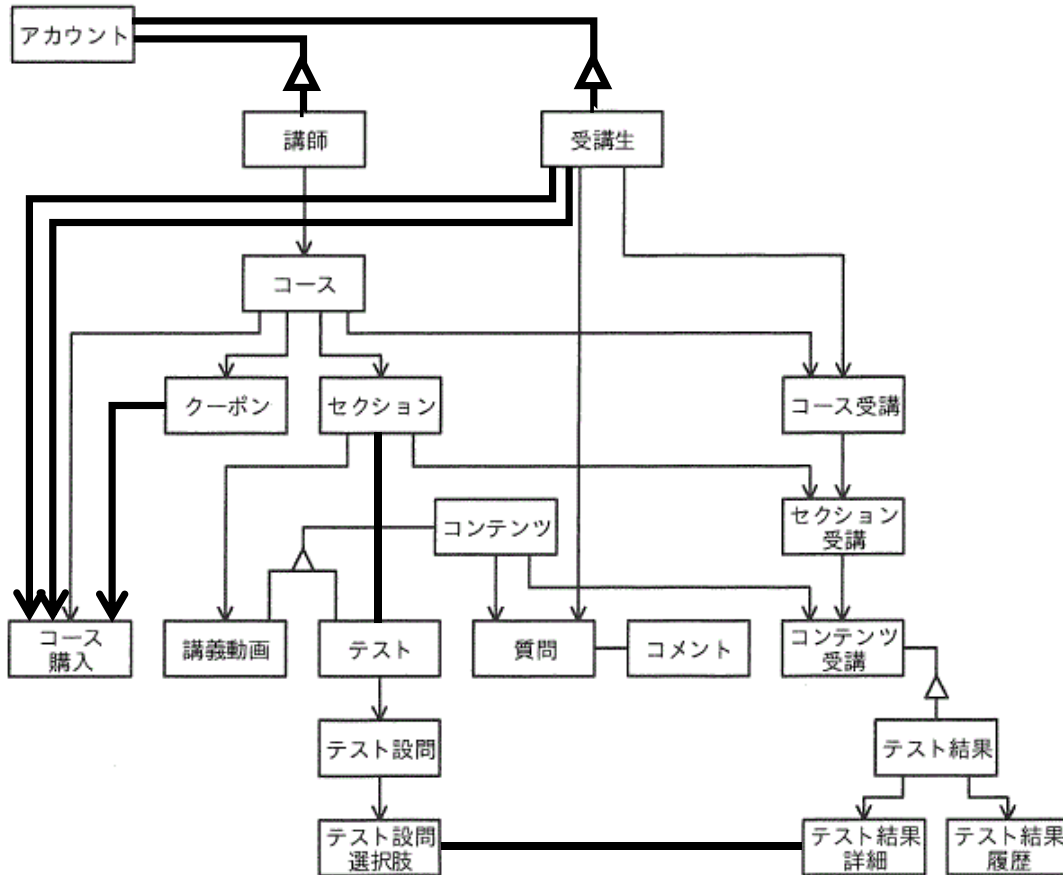 アカウント
講師
受講生
コース
クーポン
セクション
コース受講
コンテンツ
セクション
受講
コース
購入
講義動画
テスト
質問
コメント
コンテンツ
受講
テスト設問
テスト結果
テスト設問
選択肢
テスト結果
詳細
テスト結果
履歴